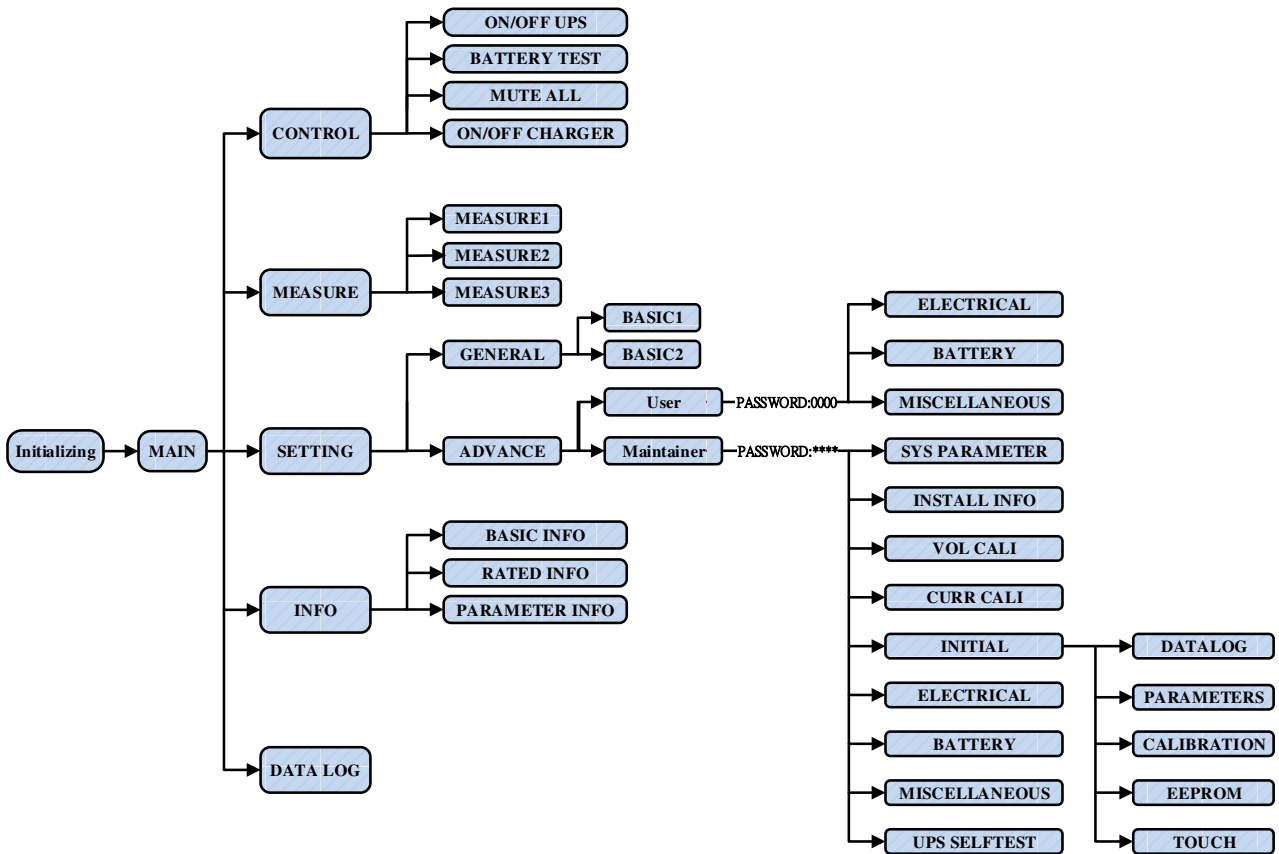 Initializing
MAIN
CONTROL
ON/OFF UPS
BATTERY TEST
MUTE ALL
ON/OFF CHARGER
MEASURE
MEASURE1
MEASURE2
MEASURE3
SETTING
GENERAL
BASIC1
BASIC2
ADVANCE
User
PASSWORD:0000
ELECTRICAL
BATTERY
MISCELLANEOUS
Maintainer
PASSWORD:****
SYS PARAMETER
INSTALL INFO
VOL CALI
CURR CALI
INITIAL
DATALOG
PARAMETERS
CALIBRATION
EEPROM
TOUCH
ELECTRICAL
BATTERY
MISCELLANEOUS
UPS SELFTEST
INFO
BASIC INFO
RATED INFO
PARAMETER INFO
DATA LOG